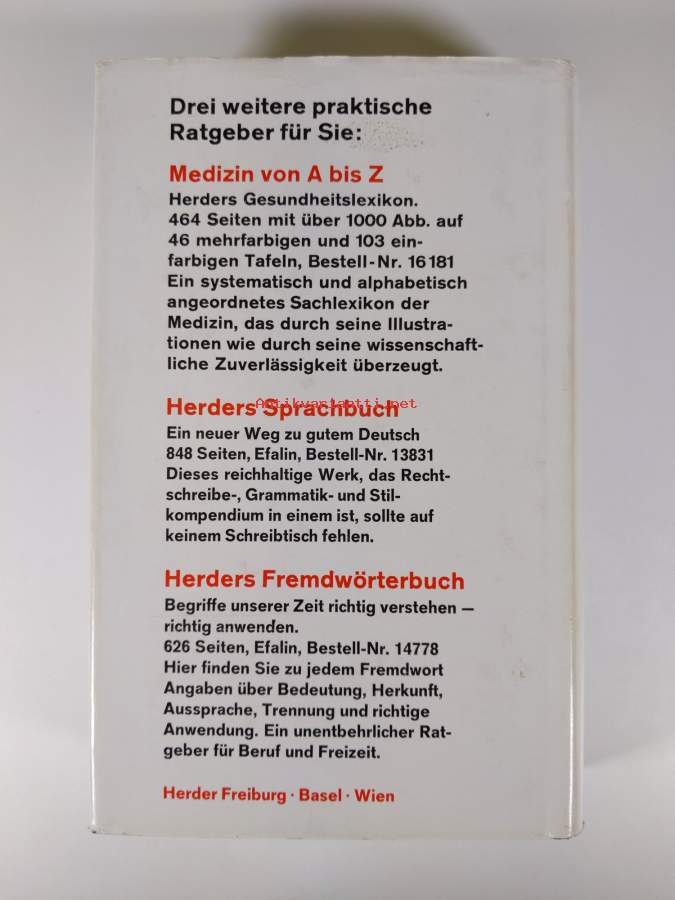 Drei weitere praktische
Ratgeber für Sie:
Medizin von A bis Z
Herders Gesundheitslexikon.
464 Seiten mit über 1000 Abb. auf
46 mehrfarbigen und 103 ein-
farbigen Tafeln, Bestell-Nr. 16181
Ein systematisch und alphabetisch
angeordnetes Sachlexikon der
Medizin, das durch seine Illustra-
tionen wie durch seine wissenschaft-
liche Zuverlässigkeit überzeugt.
Antikvariaatti.net
Herders Sprachbuch
Ein neuer Weg zu gutem Deutsch
848 Seiten, Efalin, Bestell-Nr. 13831
Dieses reichhaltige Werk, das Recht-
schreibe-, Grammatik- und Stil-
kompendium in einem ist, sollte auf
keinem Schreibtisch fehlen.
Herders Fremdwörterbuch
Begriffe unserer Zeit richtig verstehen —
richtig anwenden.
626 Seiten, Efalin, Bestell-Nr. 14778
Hier finden Sie zu jedem Fremdwort
Angaben über Bedeutung, Herkunft,
Aussprache, Trennung und richtige
Anwendung. Ein unentbehrlicher Rat-
geber für Beruf und Freizeit.
Herder Freiburg · Basel · Wien